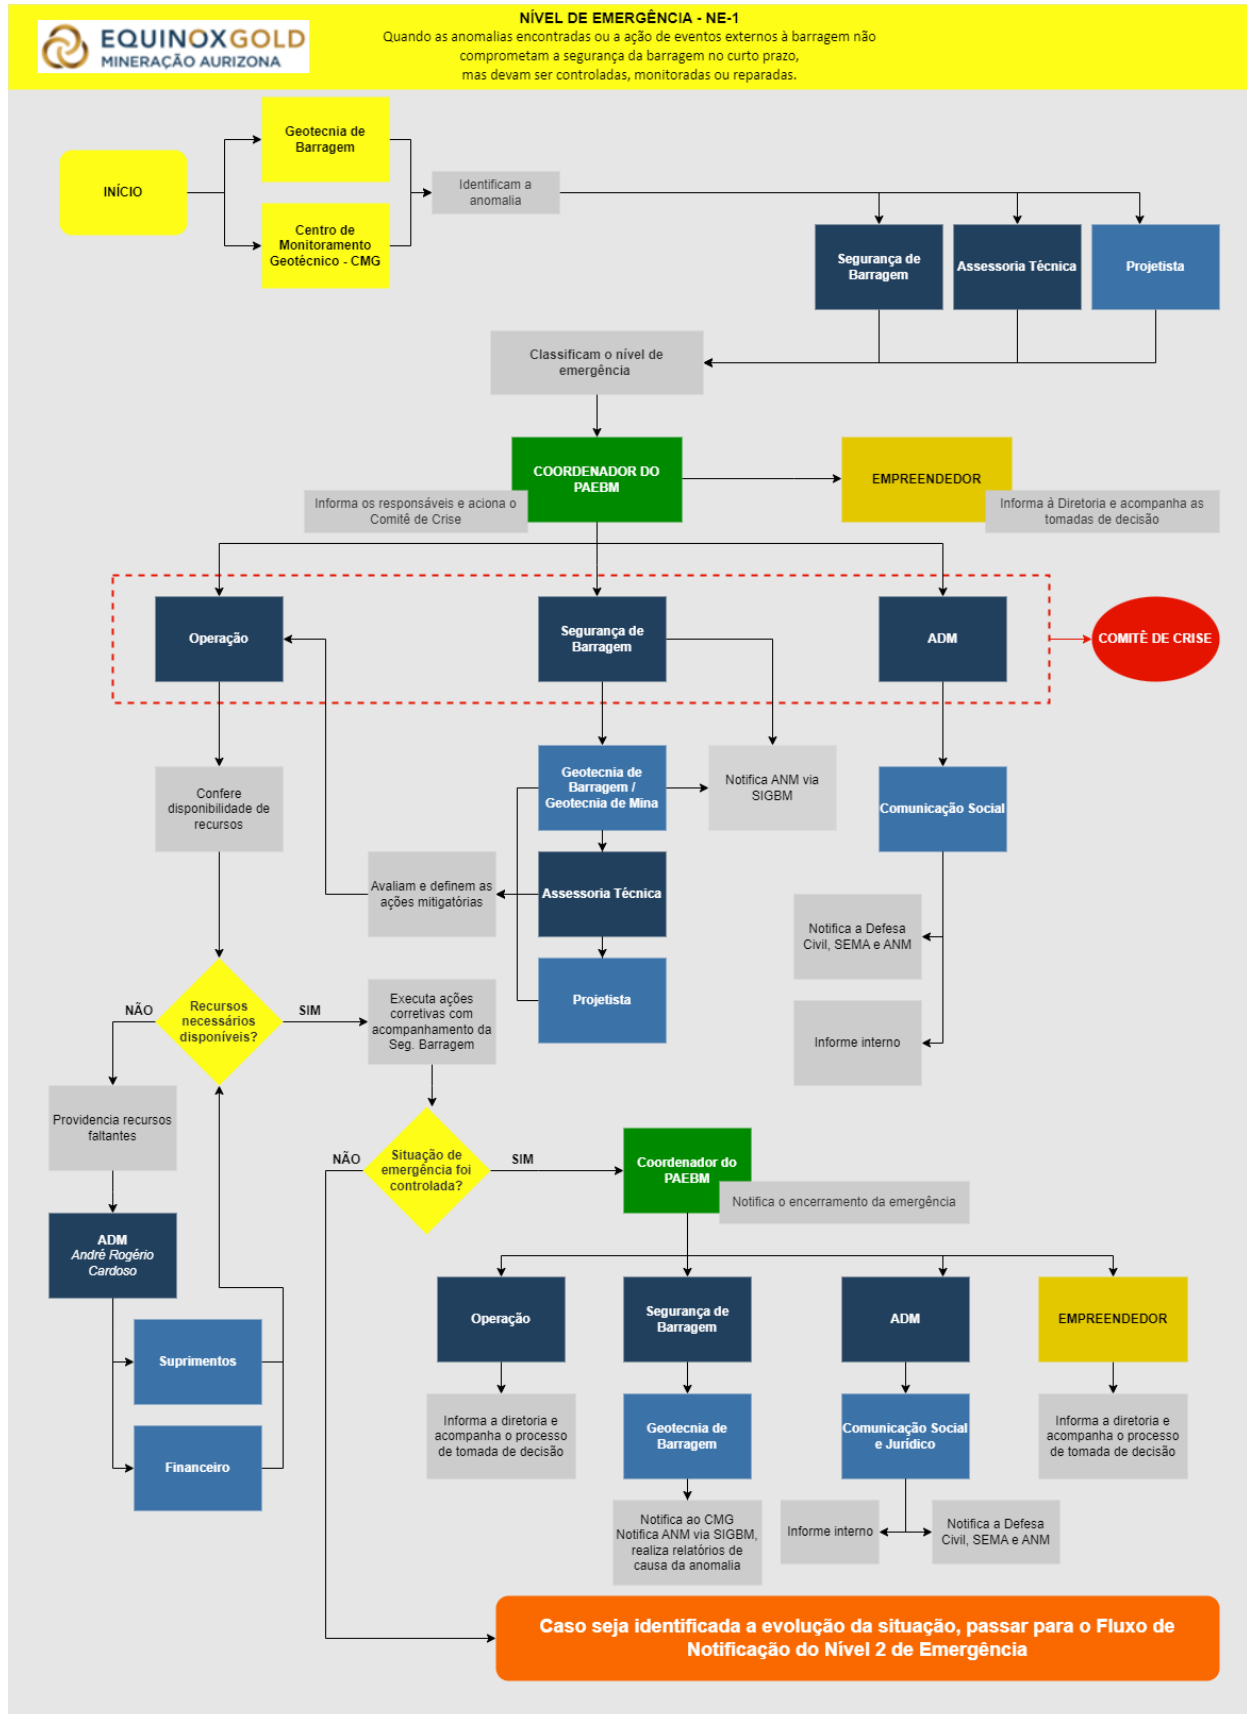 EQUINOXGOLD
MINERAÇÃO AURIZONA
NÍVEL DE EMERGÊNCIA - NE-1
Quando as anomalias encontradas ou a ação de eventos externos à barragem não
comprometam a segurança da barragem no curto prazo,
mas devam ser controladas, monitoradas ou reparadas.
INÍCIO
Geotecnia de
Barragem
Centro de
Monitoramento
Geotécnico - CMG
Identificam a
anomalia
Segurança de
Barragem
Assessoria Técnica
Projetista
Classificam o nível de
emergência
COORDENADOR DO
PAEBM
Informa os responsáveis e aciona o
Comitê de Crise
EMPREENDEDOR
Informa à Diretoria e acompanha as
tomadas de decisão
Operação
Segurança de
Barragem
ADM
COMITÊ DE CRISE
Confere
disponibilidade de
recursos
Geotecnia de
Barragem /
Geotecnia de Mina
Notifica ANM via
SIGBM
Comunicação Social
Avaliam e definem as
ações mitigatórias
Assessoria Técnica
Notifica a Defesa
Civil, SEMA e ANM
Projetista
Informe interno
NÃO
Recursos
necessários
disponíveis?
SIM
Executa ações
corretivas com
acompanhamento da
Seg. Barragem
Providencia recursos
faltantes
ADM
André Rogério
Cardoso
Suprimentos
Financeiro
NÃO
Situação de
emergência foi
controlada?
SIM
Coordenador do
PAEBM
Notifica o encerramento da emergência
Operação
Segurança de
Barragem
ADM
EMPREENDEDOR
Informa a diretoria e
acompanha o processo
de tomada de decisão
Geotecnia de
Barragem
Comunicação Social
e Jurídico
Informa a diretoria e
acompanha o processo
de tomada de decisão
Notifica ao CMG
Notifica ANM via SIGBM,
realiza relatórios de
causa da anomalia
Informe interno
Notifica a Defesa
Civil, SEMA e ANM
Caso seja identificada a evolução da situação, passar para o Fluxo de
Notificação do Nível 2 de Emergência